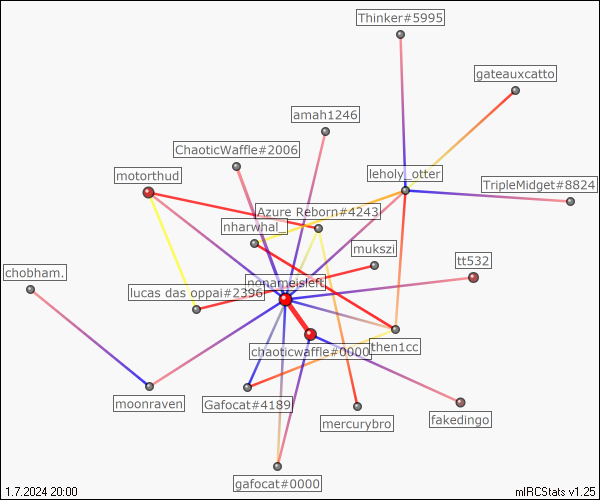 Thinker#5995
gateauxcatto
amah1246
ChaoticWaffle#2006
motorthud
leholy_otter
TripleMidget#8824
Azure Reborn#4243
nharwhal_
mukszi
tt532
chobham.
nonameisleft
lucas das oppai#2396
chaoticwaffle#0000
then1cc
moonraven
Gafocat#4189
mercurybro
fakedingo
gafocat#0000
1.7.2024 20:00
mIRCStats v1.25